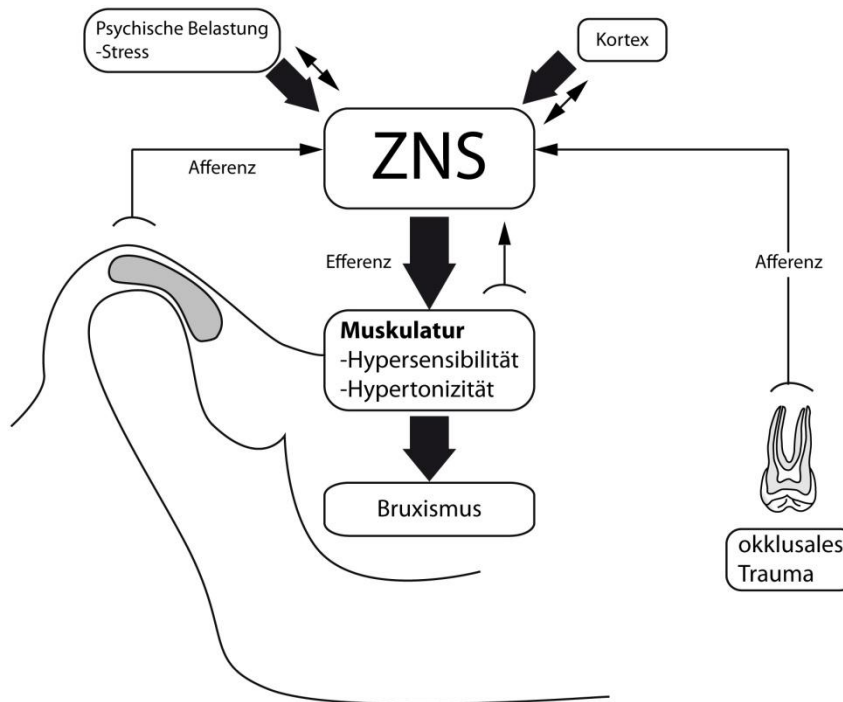 Psychische Belastung
-Stress
Kortex
ZNS
Afferenz
Efferenz
Afferenz
Muskulatur
-Hypersensibilität
-Hypertonizität
Bruxismus
okklusales
Trauma